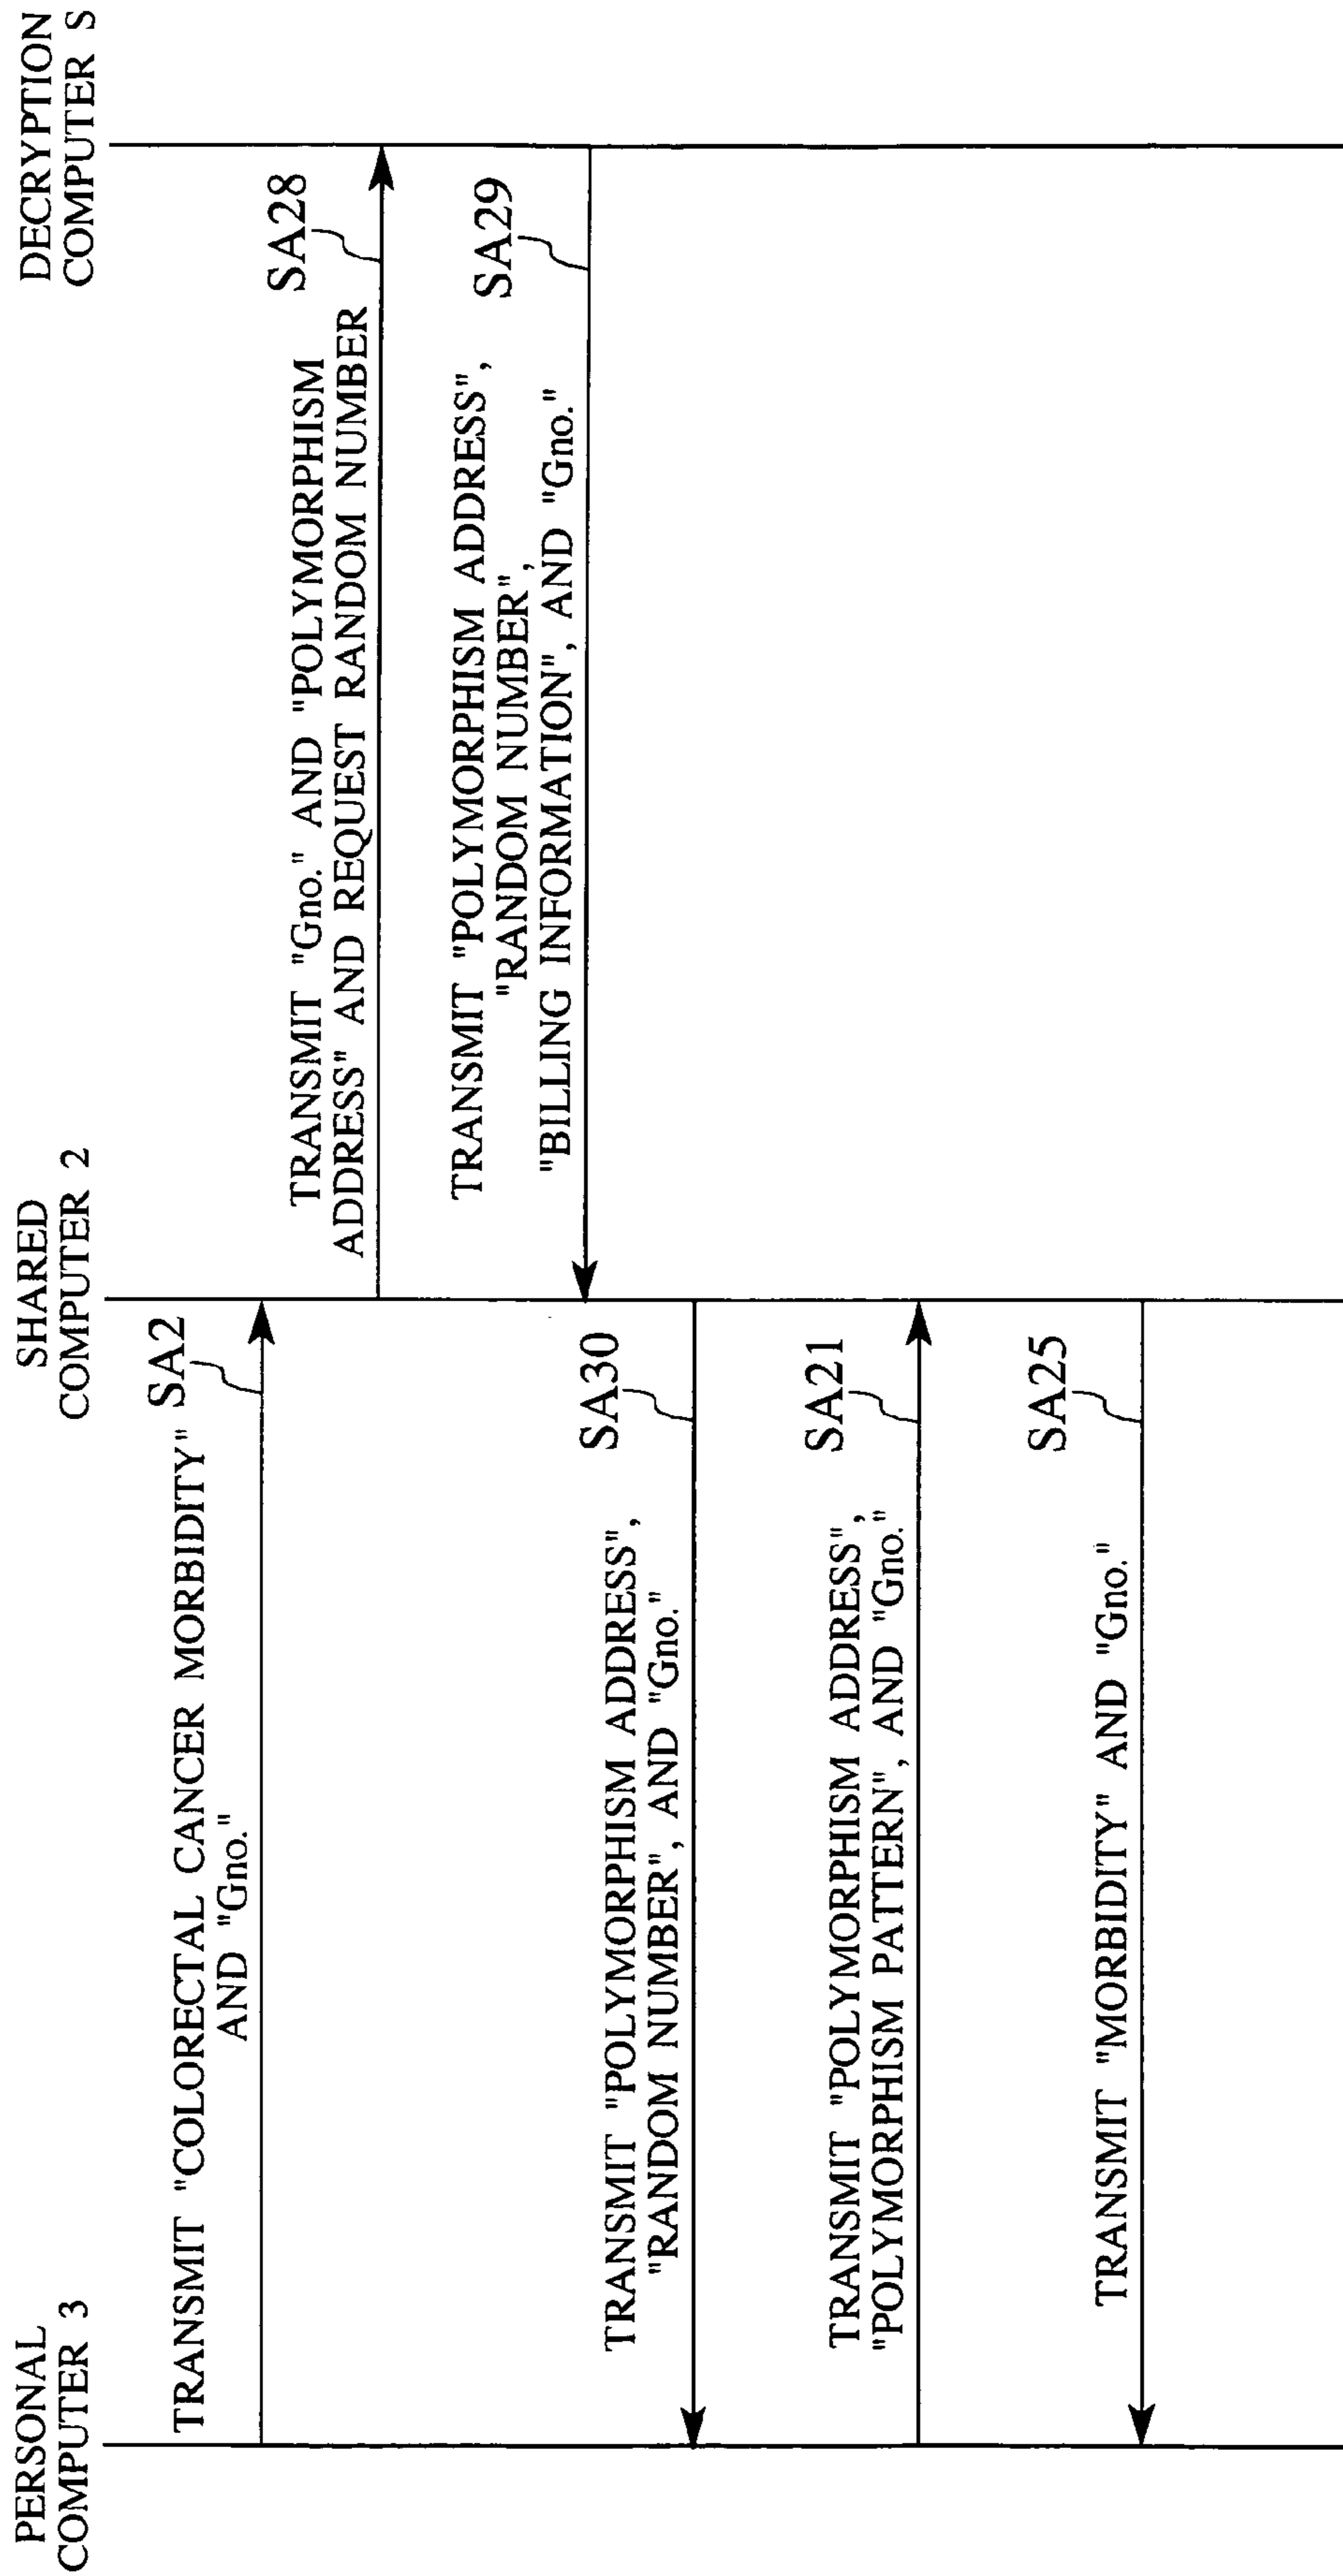 PERSONAL
COMPUTER 3
SHARED
COMPUTER 2
DECRYPTION
COMPUTER S
TRANSMIT "COLORECTAL CANCER MORBIDITY"
AND "Gno."
SA2
TRANSMIT "Gno." AND "POLYMORPHISM
ADDRESS" AND REQUEST RANDOM NUMBER
SA28
TRANSMIT "POLYMORPHISM ADDRESS",
"RANDOM NUMBER",
"BILLING INFORMATION", AND "Gno."
SA29
TRANSMIT "POLYMORPHISM ADDRESS",
"RANDOM NUMBER", AND "Gno."
SA30
TRANSMIT "POLYMORPHISM ADDRESS",
"POLYMORPHISM PATTERN", AND "Gno."
SA21
TRANSMIT "MORBIDITY" AND "Gno."
SA25